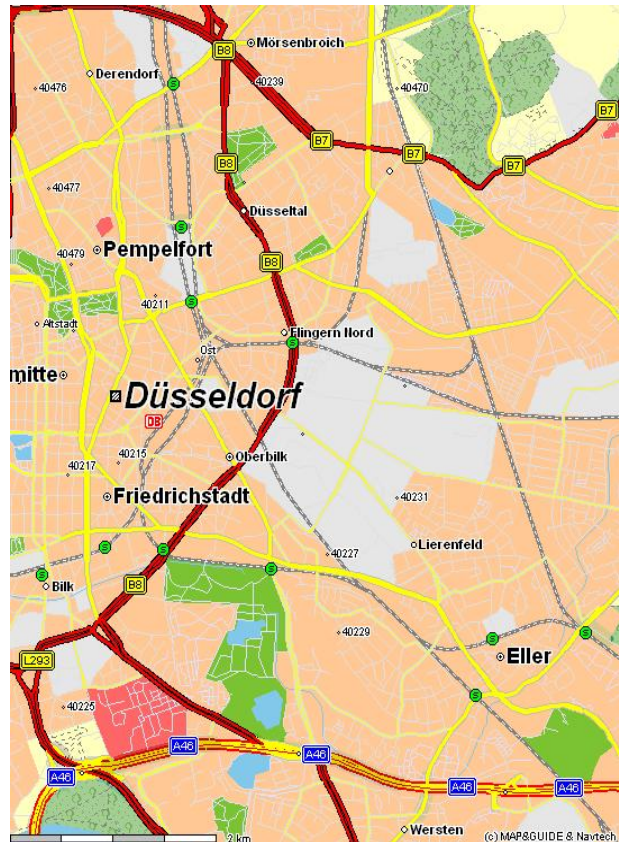 B8
Mörsenbroich
Derendorf
S
40476
40239
40470
B7
B7
B7
B7
B8
40477
Düsseltal
S
40479
Pempelfort
B8
40211
S
Altstadt
Flingern Nord
S
Ost
mitte
Düsseldorf
DB
Oberbilk
40217
40215
Friedrichstadt
40231
Lierenfeld
S
S
40227
S
S
Bilk
B8
40229
S
S
Eller
L293
S
40225
A46
A46
A46
A46
A46
2 km
Wersten
(c) MAP&GUIDE & Navtech